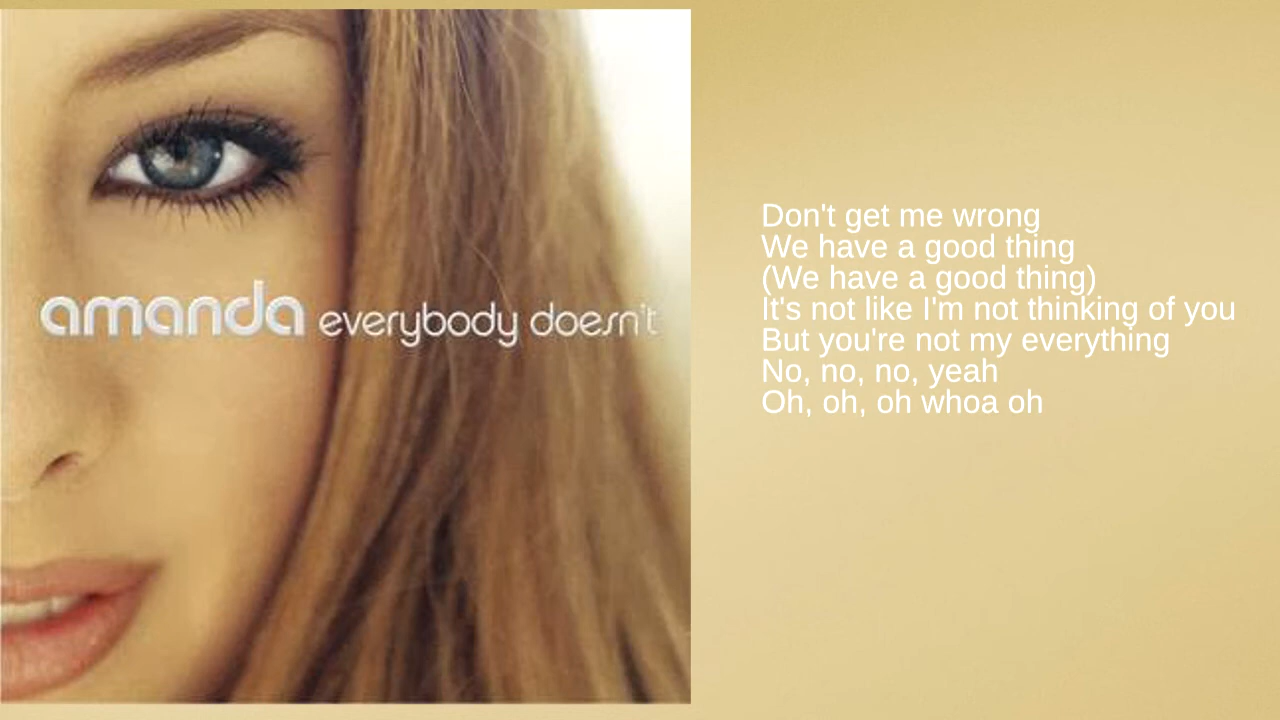 amanda everybody doesn't
Don't get me wrong
We have a good thing
(We have a good thing)
It's not like I'm not thinking of you
But you're not my everything
No, no, no, yeah
Oh, oh, oh whoa oh